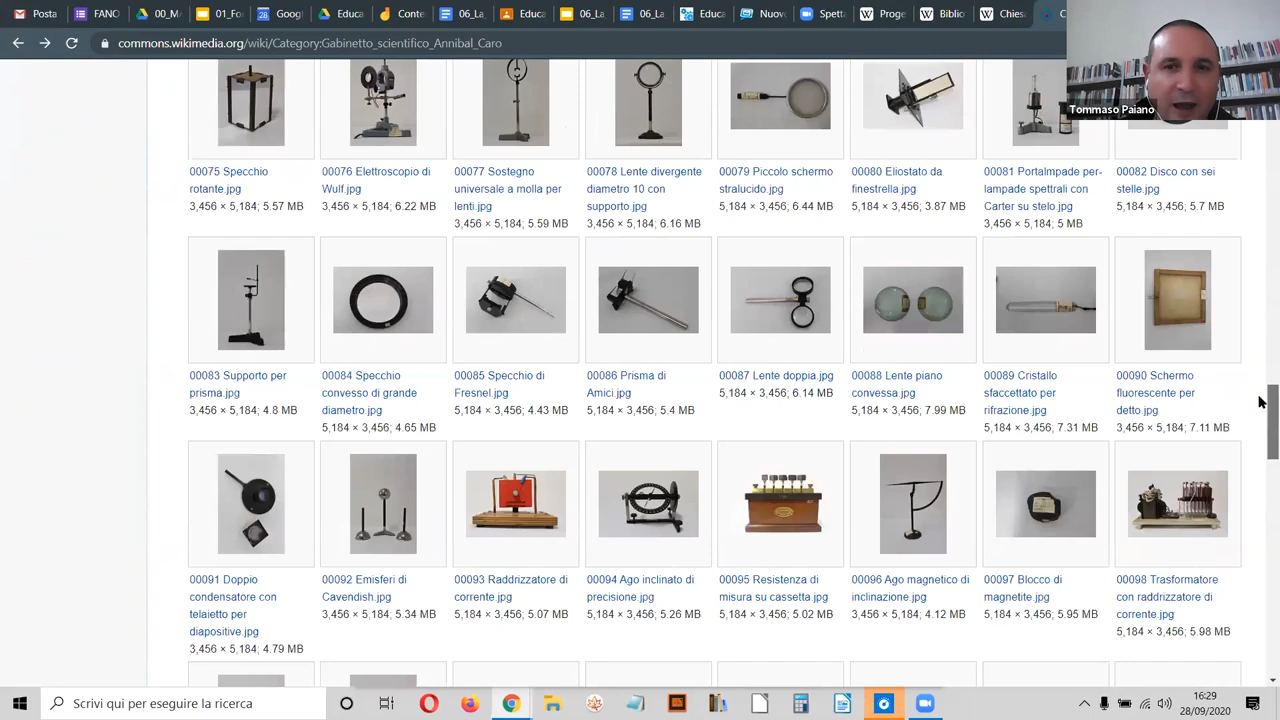 Posta FANO 00_M 01_Fo Googl Educa Conte 06_La 06_La Educa 06_La 06_La Educa Nuov Spetta Proge Biblio Chies C
commons.wikimedia.org/wiki/Category:Gabinetto_scientifico_Annibal_Caro
Tommaso Paiano
00075 Specchio
rotante.jpg
3,456 × 5,184; 5.57 MB
00076 Elettroscopio di
Wulf.jpg
3,456 × 5,184; 6.22 MB
00077 Sostegno
universale a molla per
lenti.jpg
3,456 × 5,184; 5.59 MB
00078 Lente divergente
diametro 10 con
supporto.jpg
3,456 × 5,184; 6.16 MB
00079 Piccolo schermo
stralucido.jpg
5,184 × 3,456; 6.44 MB
00080 Eliostato da
finestrella.jpg
5,184 × 3,456; 3.87 MB
00081 Portalmpade per-
lampade spettrali con
Carter su stelo.jpg
3,456 × 5,184; 5 MB
00082 Disco con sei
stelle.jpg
5,184 × 3,456; 5.7 MB
00083 Supporto per
prisma.jpg
3,456 × 5,184; 4.8 MB
00084 Specchio
convesso di grande
diametro.jpg
5,184 × 3,456; 4.65 MB
00085 Specchio di
Fresnel.jpg
5,184 × 3,456; 4.43 MB
00086 Prisma di
Amici.jpg
5,184 × 3,456; 5.4 MB
00087 Lente doppia.jpg
5,184 × 3,456; 6.14 MB
00088 Lente piano
convessa.jpg
5,184 × 3,456; 7.99 MB
00089 Cristallo
sfaccettato per
rifrazione.jpg
5,184 × 3,456; 7.31 MB
00090 Schermo
fluorescente per
detto.jpg
3,456 × 5,184; 7.11 MB
00091 Doppio
condensatore con
telaietto per
diapositive.jpg
3,456 × 5,184; 4.79 MB
00092 Emisferi di
Cavendish.jpg
3,456 × 5,184; 5.34 MB
00093 Raddrizzatore di
corrente.jpg
5,184 × 3,456; 5.07 MB
00094 Ago inclinato di
precisione.jpg
5,184 × 3,456; 5.26 MB
00095 Resistenza di
misura su cassetta.jpg
5,184 × 3,456; 5.02 MB
00096 Ago magnetico di
inclinazione.jpg
3,456 × 5,184; 4.12 MB
00097 Blocco di
magnetite.jpg
5,184 × 3,456; 5.95 MB
00098 Trasformatore
con raddrizzatore di
corrente.jpg
5,184 × 3,456; 5.98 MB
Scrivi qui per eseguire la ricerca
16:29
28/09/2020